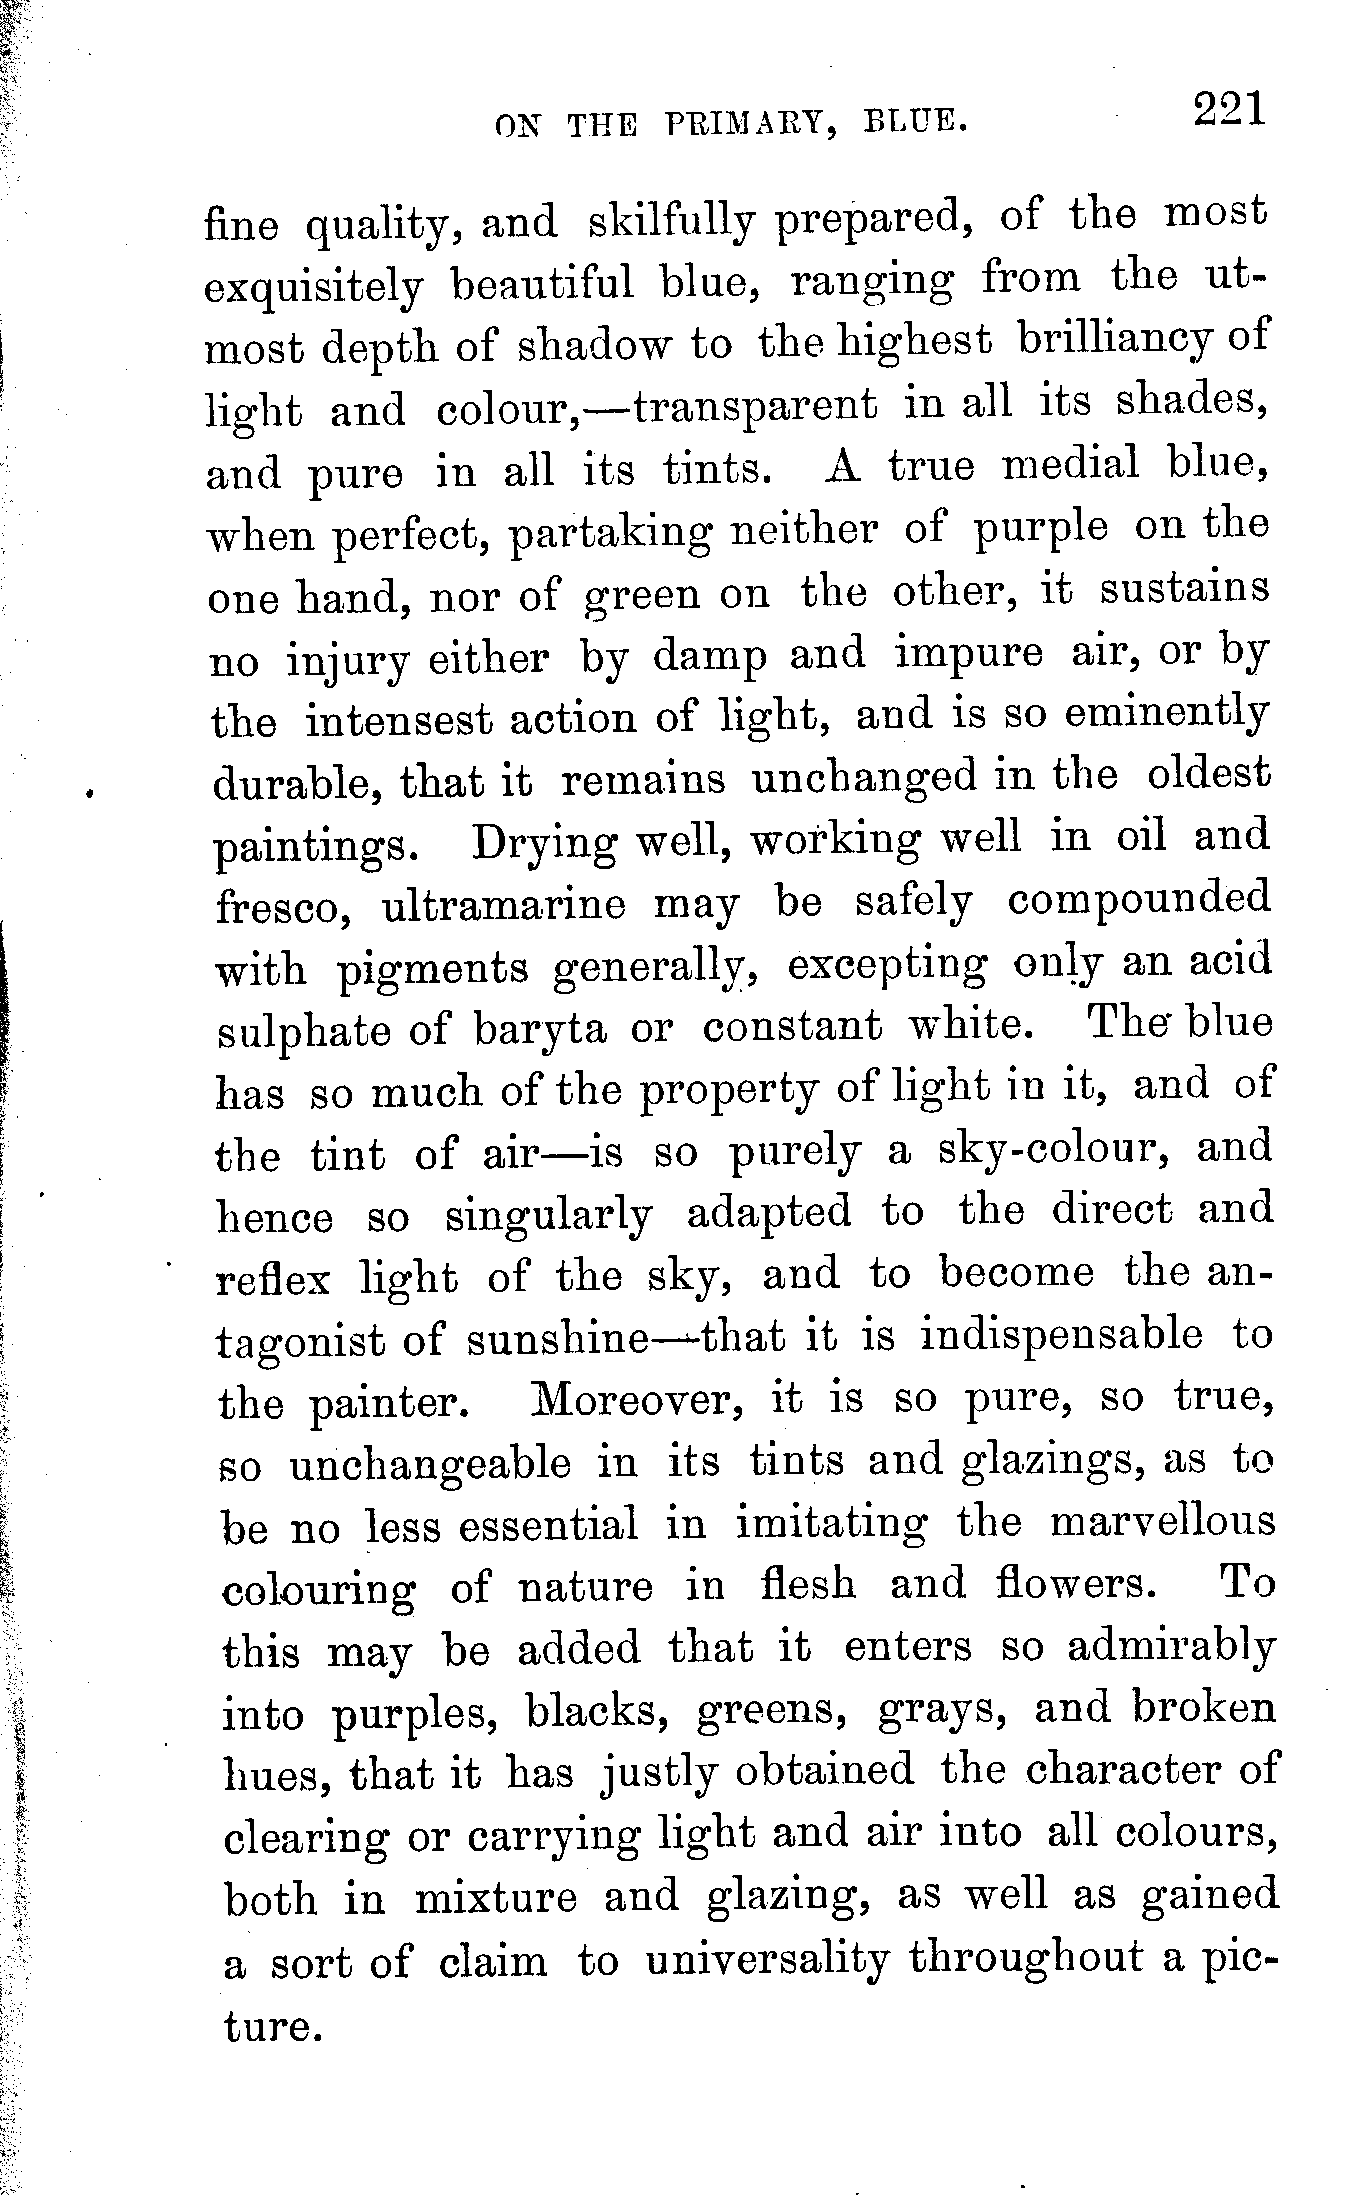 ON THE PRIMARY, BLUE. 221
fine quality, and skilfully prepared, of the most
exquisitely beautiful blue, ranging from the ut-
most depth of shadow to the highest brilliancy of
light and colour,—transparent in all its shades,
and pure in all its tints. A true medial blue,
when perfect, partaking neither of purple on the
one hand, nor of green on the other, it sustains
no injury either by damp and impure air, or by
the intensest action of light, and is so eminently
durable, that it remains unchanged in the oldest
paintings. Drying well, working well in oil and
fresco, ultramarine may be safely compounded
with pigments generally, excepting only an acid
sulphate of baryta or constant white. The blue
has so much of the property of light in it, and of
the tint of air—is so purely a sky-colour, and
hence so singularly adapted to the direct and
reflex light of the sky, and to become the an-
tagonist of sunshine—that it is indispensable to
the painter. Moreover, it is so pure, so true,
so unchangeable in its tints and glazings, as to
be no less essential in imitating the marvellous
colouring of nature in flesh and flowers. To
this may be added that it enters so admirably
into purples, blacks, greens, grays, and broken
hues, that it has justly obtained the character of
clearing or carrying light and air into all colours,
both in mixture and glazing, as well as gained
a sort of claim to universality throughout a pic-
ture.